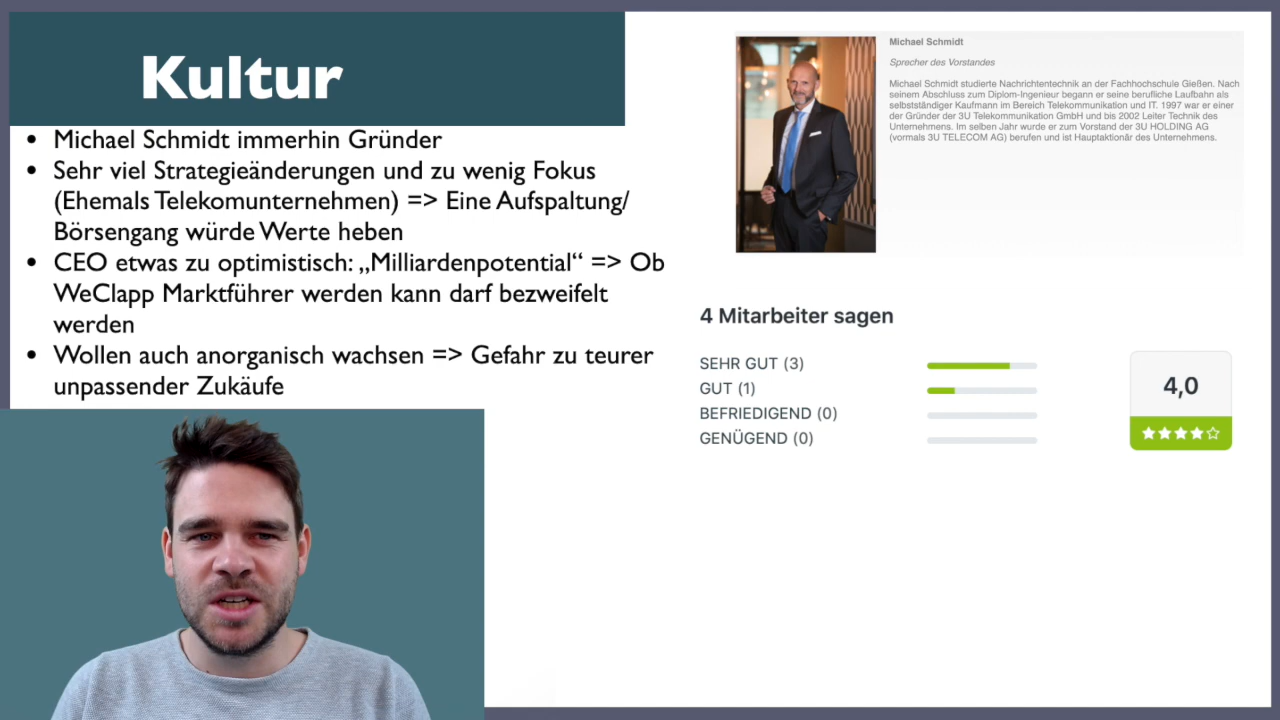 Kultur
• Michael Schmidt immerhin Gründer
• Sehr viel Strategieänderungen und zu wenig Fokus
(Ehemals Telekomunternehmen) => Eine Aufspaltung/
Börsengang würde Werte heben
• CEO etwas zu optimistisch: „Milliardenpotential“ => Ob
WeClapp Marktführer werden kann darf bezweifelt
werden
• Wollen auch anorganisch wachsen => Gefahr zu teurer
unpassender Zukäufe
Michael Schmidt
Sprecher des Vorstandes
Michael Schmidt studierte Nachrichtentechnik an der Fachhochschule Gießen. Nach
seinem Abschluss zum Diplom-Ingenieur begann er seine berufliche Laufbahn als
selbstständiger Kaufmann im Bereich Telekommunikation und IT. 1997 war er einer
der Gründer der 3U Telekommunikation GmbH und bis 2002 Leiter Technik des
Unternehmens. Im selben Jahr wurde er zum Vorstand der 3U HOLDING AG
(vormals 3U TELECOM AG) berufen und ist Hauptaktionär des Unternehmens.
4 Mitarbeiter sagen
SEHR GUT (3)
GUT (1)
BEFRIEDIGEND (0)
GENÜGEND (0)
4,0